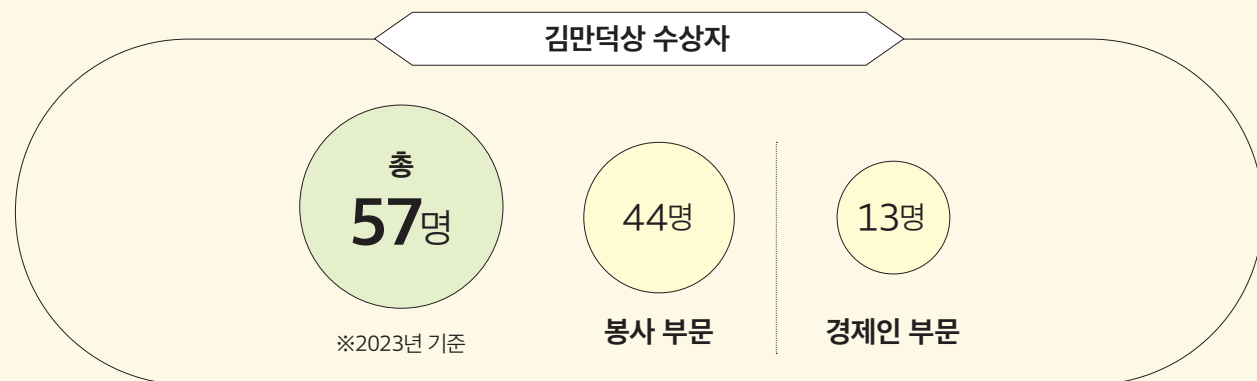 김만덕상 수상자
총
57명
※2023년 기준
44명
봉사 부문
13명
경제인 부문